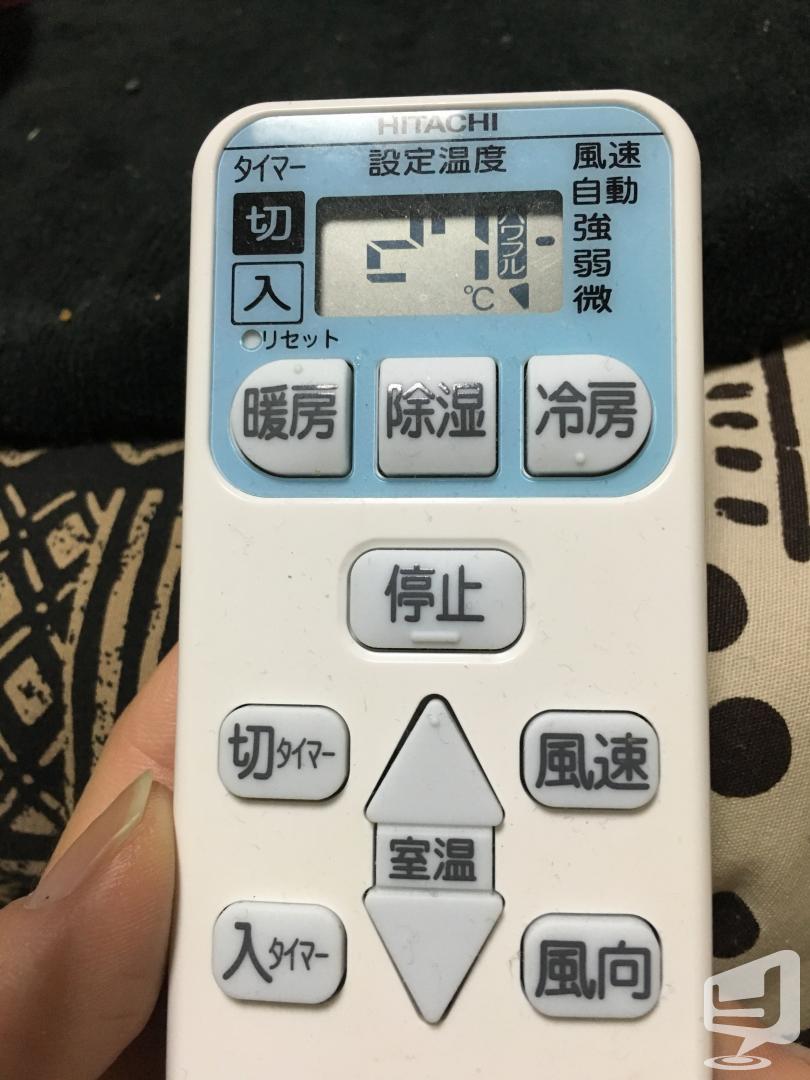 HITACHI
タイマー 設定温度 風速
自動
切
強
弱
入
微
27 パワフル
℃
リセット
暖房 除湿 冷房
停止
切タイマー 風速
室温
入タイマー 風向